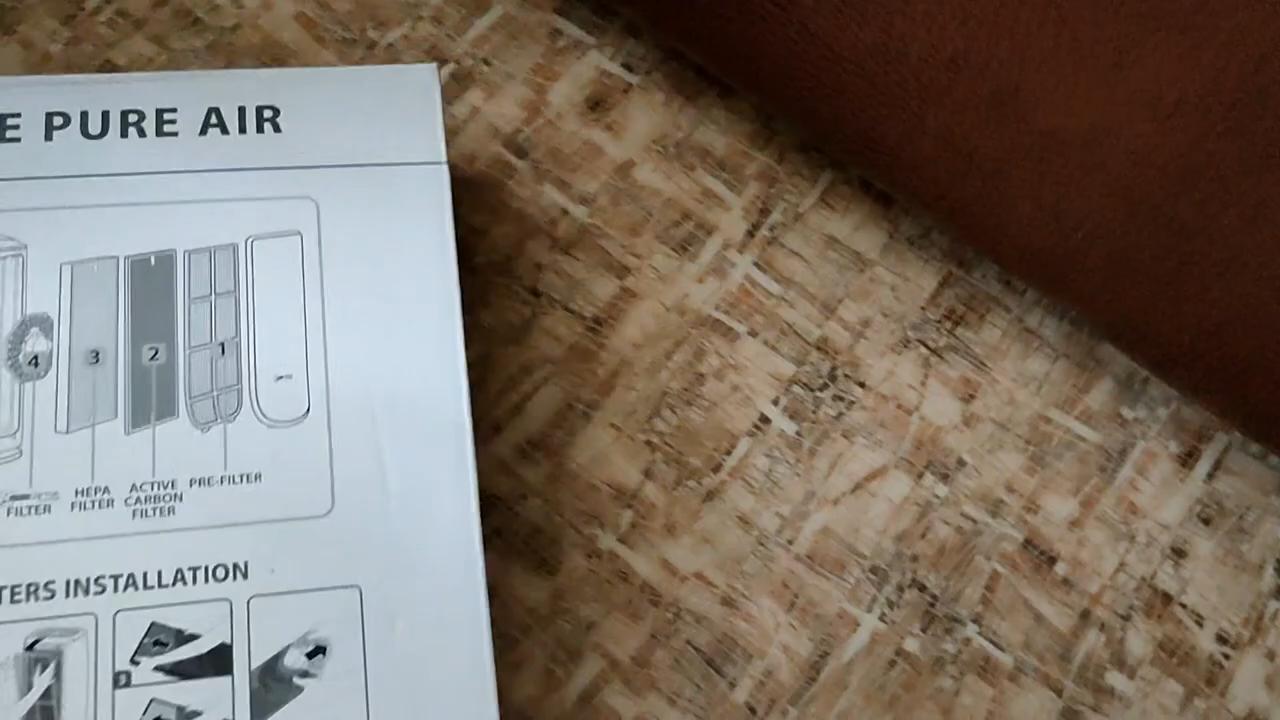 E PURE AIR
4
3
2
1
FILTER
HEPA
FILTER
ACTIVE
CARBON
FILTER
PRE-FILTER
TERS INSTALLATION